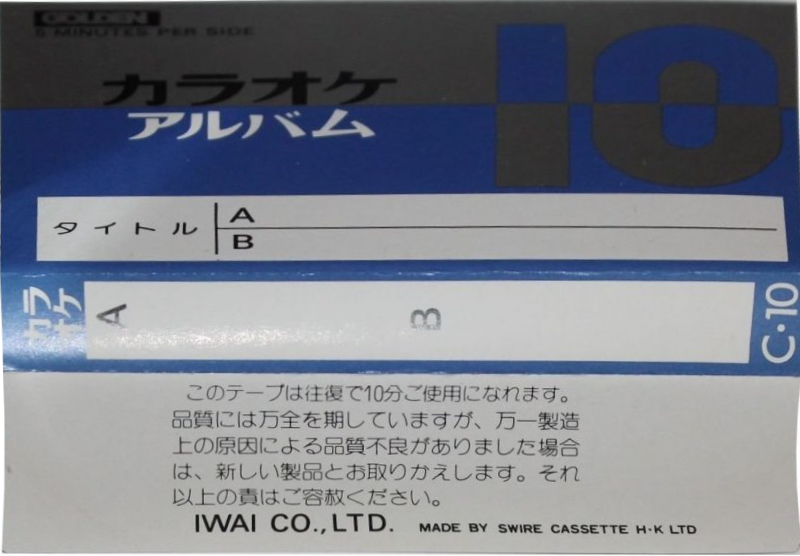 GOLDEN
5 MINUTES PER SIDE
10
カラオケ
アルバム
タイトル
A
B
カラオケ
A
B
C・10
このテープは往復で10分ご使用になれます。
品質には万全を期していますが、万一製造
上の原因による品質不良がありました場合
は、新しい製品とお取りかえします。それ
以上の責はご容赦ください。
IWAI CO.,LTD. MADE BY SWIRE CASSETTE H・K LTD